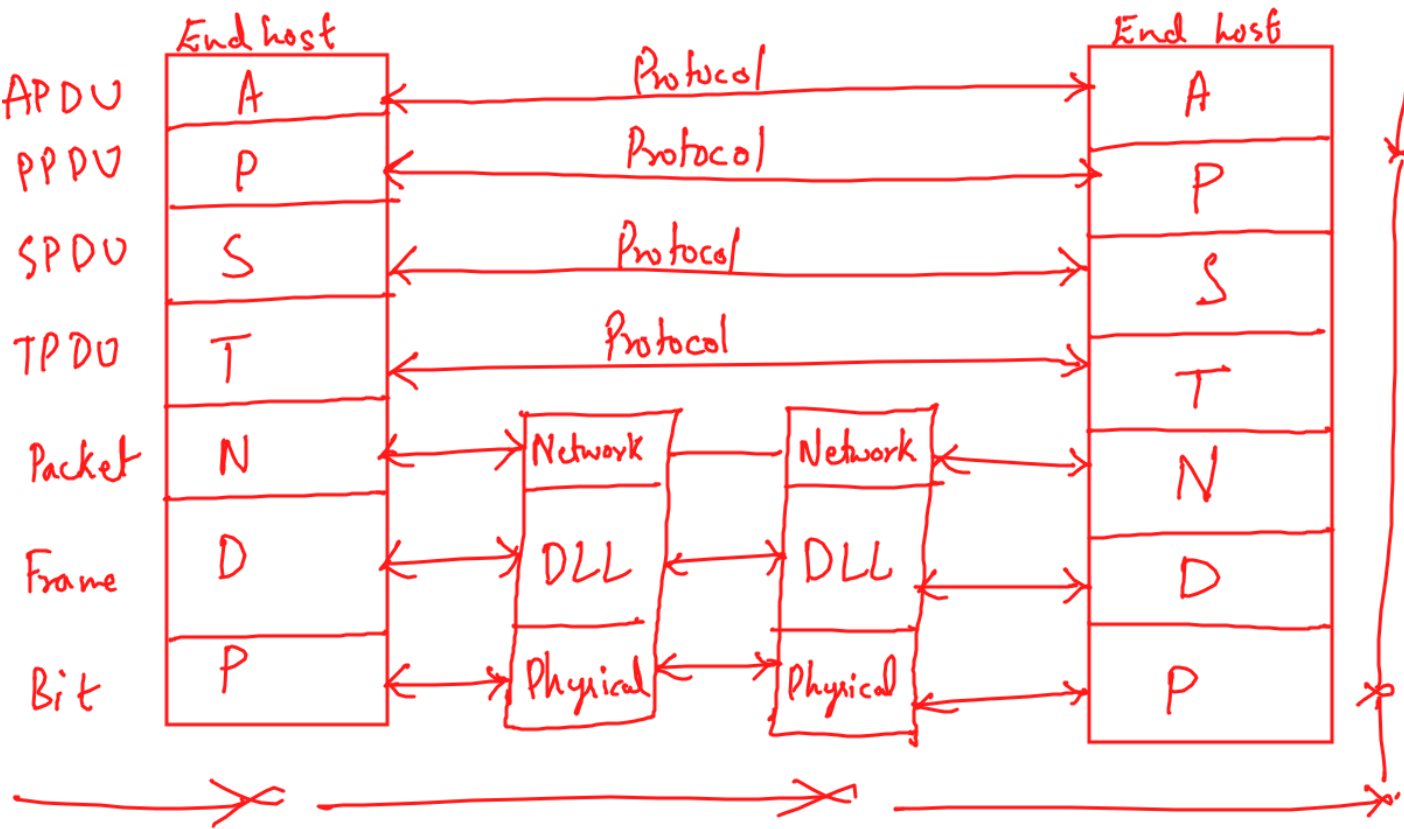 End host End host
APDU A Protocol A
PPDU P Protocol P
SPDU S Protocol S
TPDU T Protocol T
Packet N Network Network N
Frame D DLL DLL D
Bit P Physical Physical P